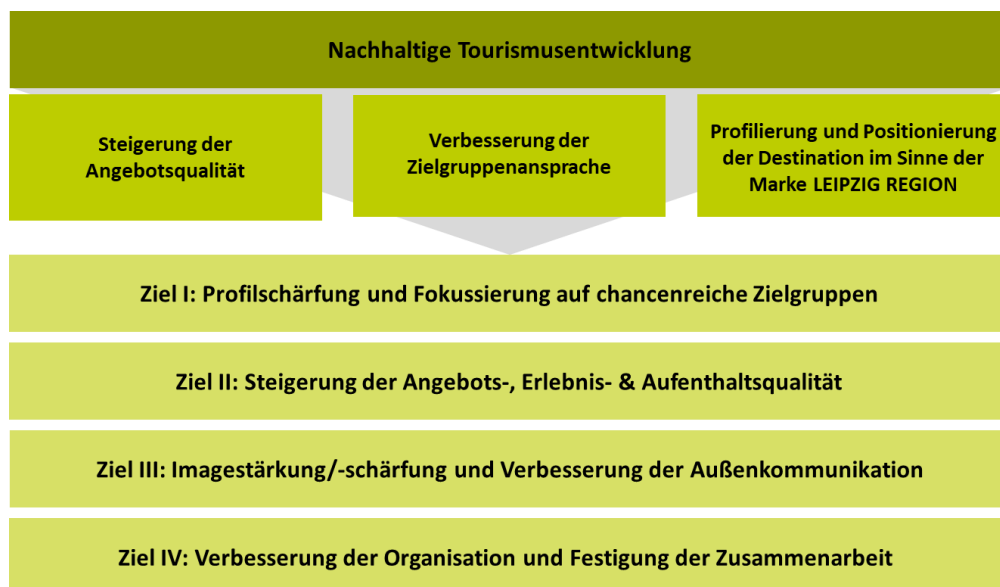 Nachhaltige Tourismusentwicklung
Steigerung der
Angebotsqualität
Verbesserung der
Zielgruppenansprache
Profilierung und Positionierung
der Destination im Sinne der
Marke LEIPZIG REGION
Ziel I: Profilschärfung und Fokussierung auf chancenreiche Zielgruppen
Ziel II: Steigerung der Angebots-, Erlebnis- & Aufenthaltsqualität
Ziel III: Imagestärkung/-schärfung und Verbesserung der Außenkommunikation
Ziel IV: Verbesserung der Organisation und Festigung der Zusammenarbeit